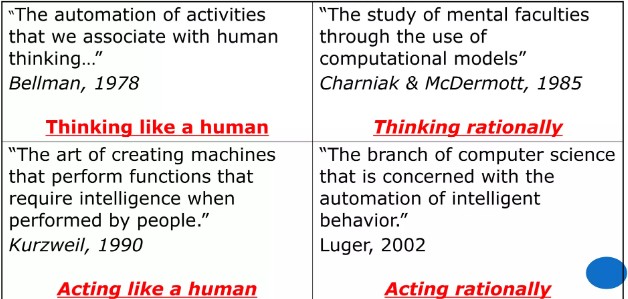 “The automation of activities
that we associate with human
thinking…”
Bellman, 1978
Thinking like a human
“The study of mental faculties
through the use of
computational models”
Charniak & McDermott, 1985
Thinking rationally
“The art of creating machines
that perform functions that
require intelligence when
performed by people.”
Kurzweil, 1990
Acting like a human
“The branch of computer science
that is concerned with the
automation of intelligent
behavior.”
Luger, 2002
Acting rationally